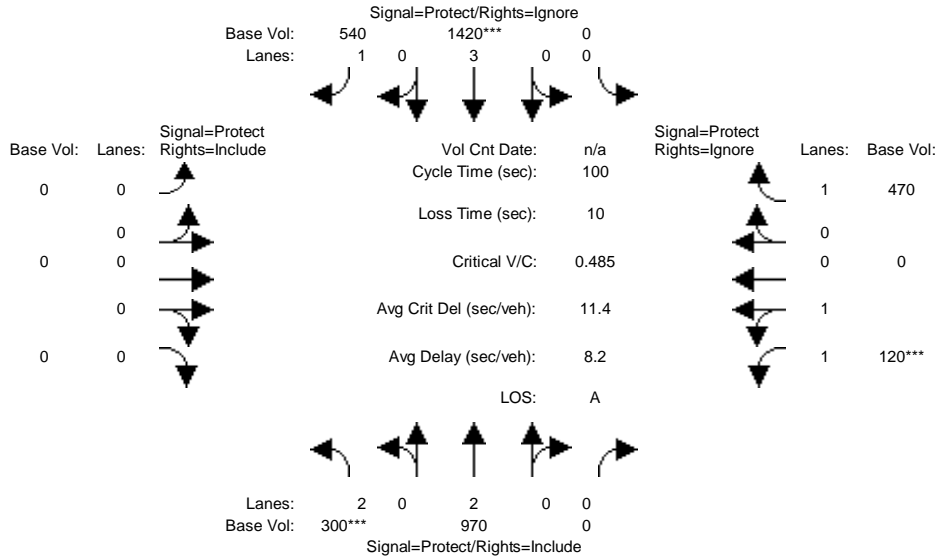 Signal=Protect/Rights=Ignore
Base Vol: 540 1420*** 0
Lanes: 1 0 3 0 0
Signal=Protect
Base Vol: Lanes: Rights=Include
Vol Cnt Date: n/a
Signal=Protect
Rights=Ignore Lanes: Base Vol:
Cycle Time (sec): 100
0 0
1 470
Loss Time (sec): 10
0
0
0 0
Critical V/C: 0.485
0 0
0
Avg Crit Del (sec/veh): 11.4
1
0 0
Avg Delay (sec/veh): 8.2
1 120***
LOS: A
Lanes: 2 0 2 0 0
Base Vol: 300*** 970 0
Signal=Protect/Rights=Include